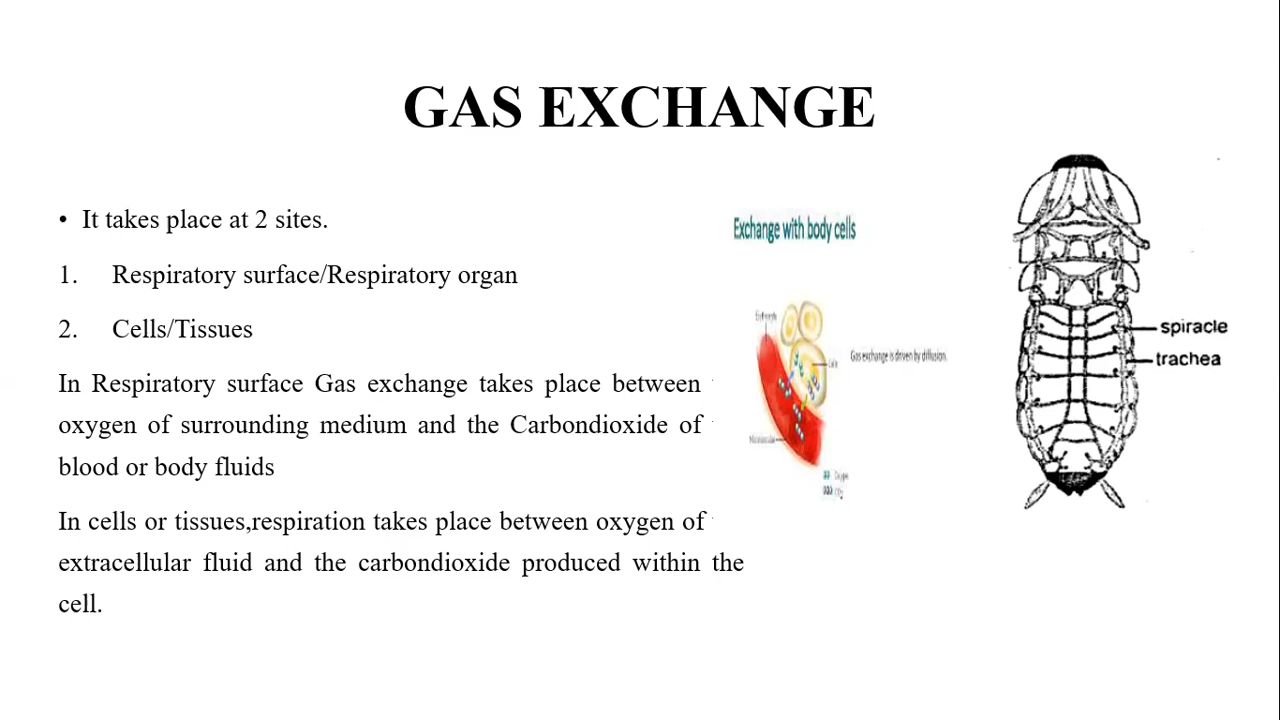 GAS EXCHANGE
• It takes place at 2 sites.
1. Respiratory surface/Respiratory organ
2. Cells/Tissues
In Respiratory surface Gas exchange takes place between
oxygen of surrounding medium and the Carbondioxide of
blood or body fluids
In cells or tissues,respiration takes place between oxygen of
extracellular fluid and the carbondioxide produced within the
cell.
Exchange with body cells
Gas exchange is driven by diffusion.
spiracle
trachea